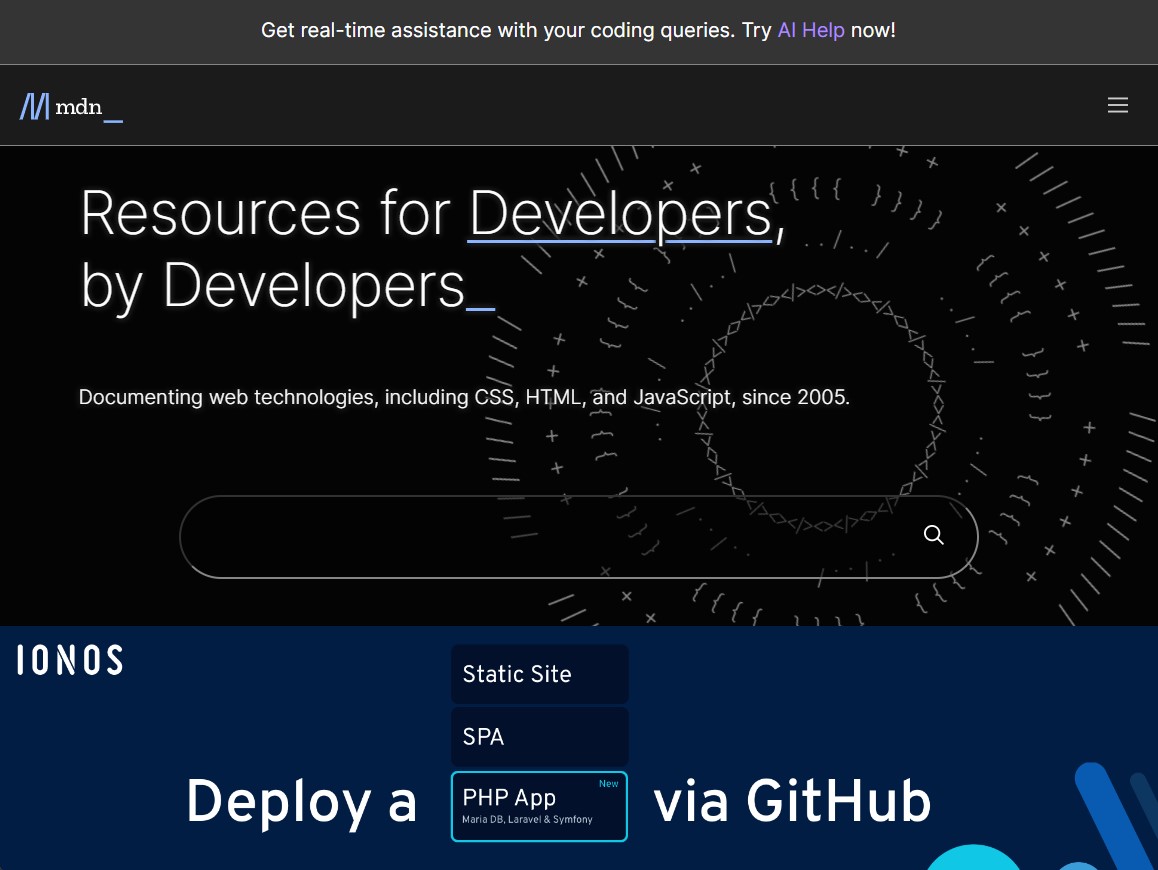 Get real-time assistance with your coding queries. Try AI Help now!
mdn_
Resources for Developers,
by Developers_
Documenting web technologies, including CSS, HTML, and JavaScript, since 2005.
IONOS
Static Site
SPA
New
Deploy a PHP App via GitHub
Maria DB, Laravel & Symfony